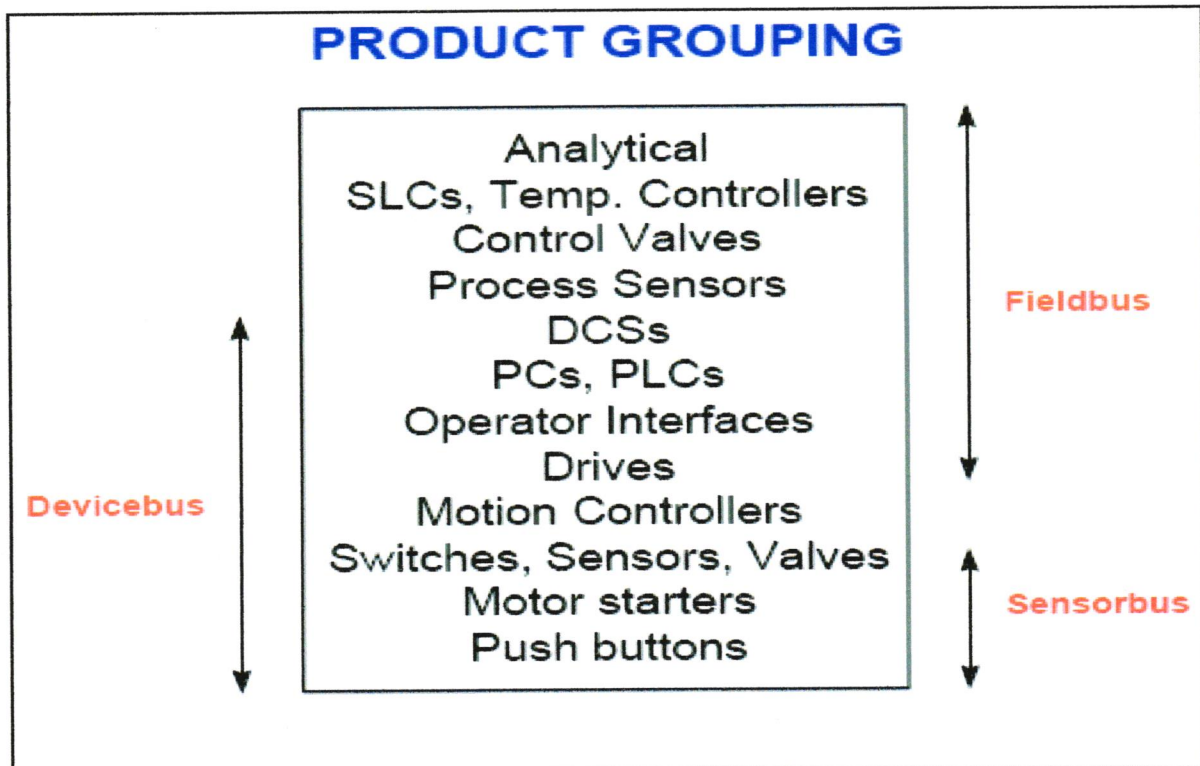 PRODUCT GROUPING
Analytical
SLCs, Temp. Controllers
Control Valves
Process Sensors
DCSs
PCs, PLCs
Operator Interfaces
Drives
Motion Controllers
Switches, Sensors, Valves
Motor starters
Push buttons
Devicebus
Fieldbus
Sensorbus